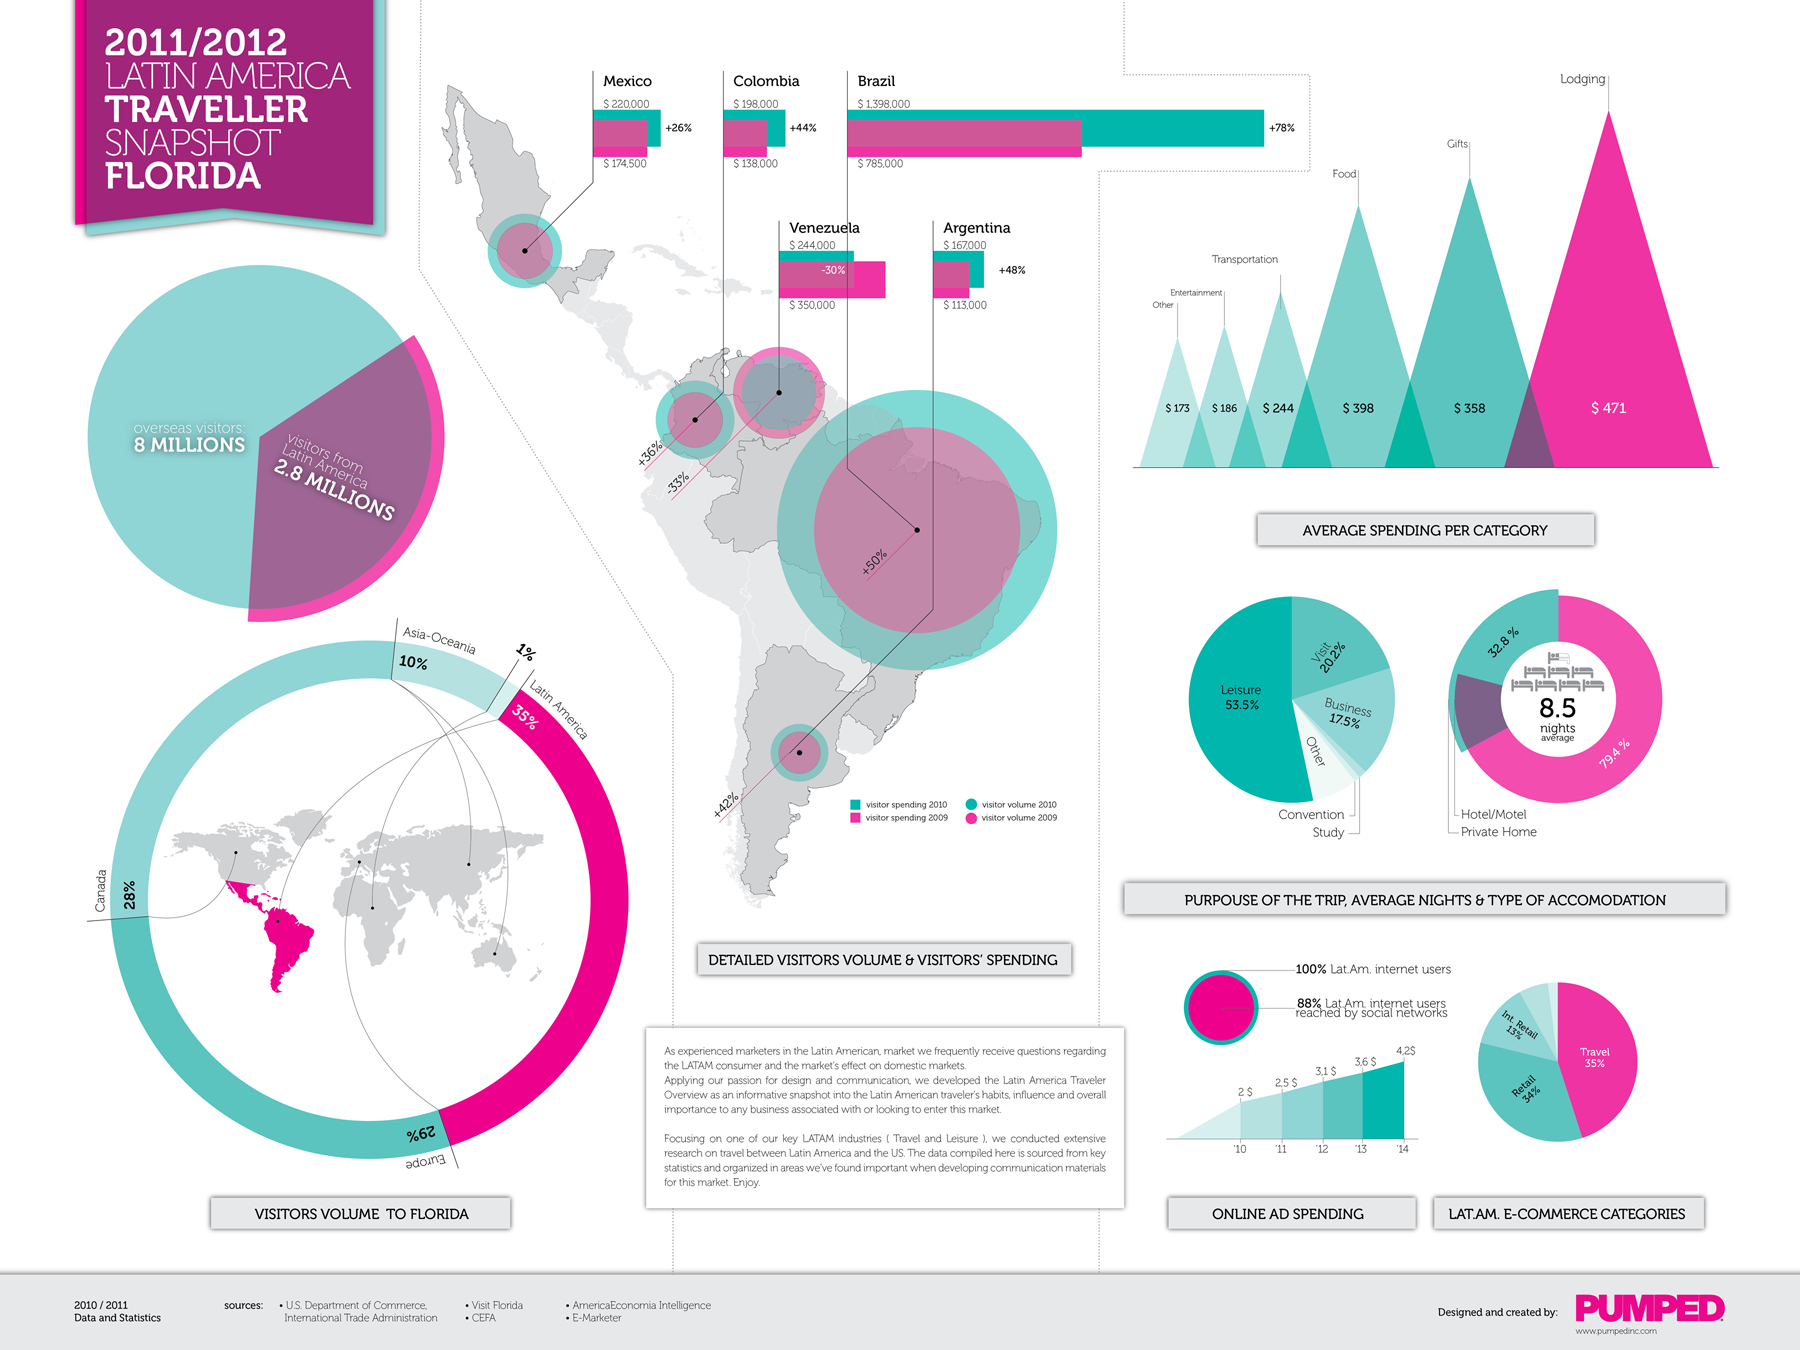 2011/2012
LATIN AMERICA
TRAVELLER
SNAPSHOT
FLORIDA
overseas visitors:
8 MILLIONS
visitors from
Latin America
2.8 MILLIONS
Asia-Oceania
10%
1%
Latin America
35%
Canada
28%
29%
Europe
VISITORS VOLUME TO FLORIDA
Mexico
$ 220,000
+26%
$ 174,500
Colombia
$ 198,000
+44%
$ 138,000
Brazil
$ 1,398,000
+78%
$ 785,000
Venezuela
$ 244,000
-30%
$ 350,000
Argentina
$ 167,000
+48%
$ 113,000
+36%
-33%
+50%
+42%
visitor spending 2010
visitor volume 2010
visitor spending 2009
visitor volume 2009
DETAILED VISITORS VOLUME & VISITORS' SPENDING
As experienced marketers in the Latin American, market we frequently receive questions regarding
the LATAM consumer and the market's effect on domestic markets.
Applying our passion for design and communication, we developed the Latin America Traveler
Overview as an informative snapshot into the Latin American traveler's habits, influence and overall
importance to any business associated with or looking to enter this market.
Focusing on one of our key LATAM industries ( Travel and Leisure ), we conducted extensive
research on travel between Latin America and the US. The data compiled here is sourced from key
statistics and organized in areas we've found important when developing communication materials
for this market. Enjoy.
Lodging
Gifts
Food
Transportation
Entertainment
Other
$ 173
$ 186
$ 244
$ 398
$ 358
$ 471
AVERAGE SPENDING PER CATEGORY
Visit
20.2%
Leisure
53.5%
Business
17.5%
Other
Convention
Study
32.8 %
8.5
nights
average
79.4 %
Hotel/Motel
Private Home
PURPOUSE OF THE TRIP, AVERAGE NIGHTS & TYPE OF ACCOMODATION
100% Lat.Am. internet users
88% Lat.Am. internet users
reached by social networks
2 $
2,5 $
3,1 $
3,6 $
4,2$
'10
'11
'12
'13
'14
ONLINE AD SPENDING
Int. Retail
13%
Travel
35%
Retail
34%
LAT.AM. E-COMMERCE CATEGORIES
2010 / 2011
Data and Statistics
sources:
• U.S. Department of Commerce,
International Trade Administration
• Visit Florida
• CEFA
• AmericaEconomia Intelligence
• E-Marketer
Designed and created by:
PUMPED
www.pumpedinc.com